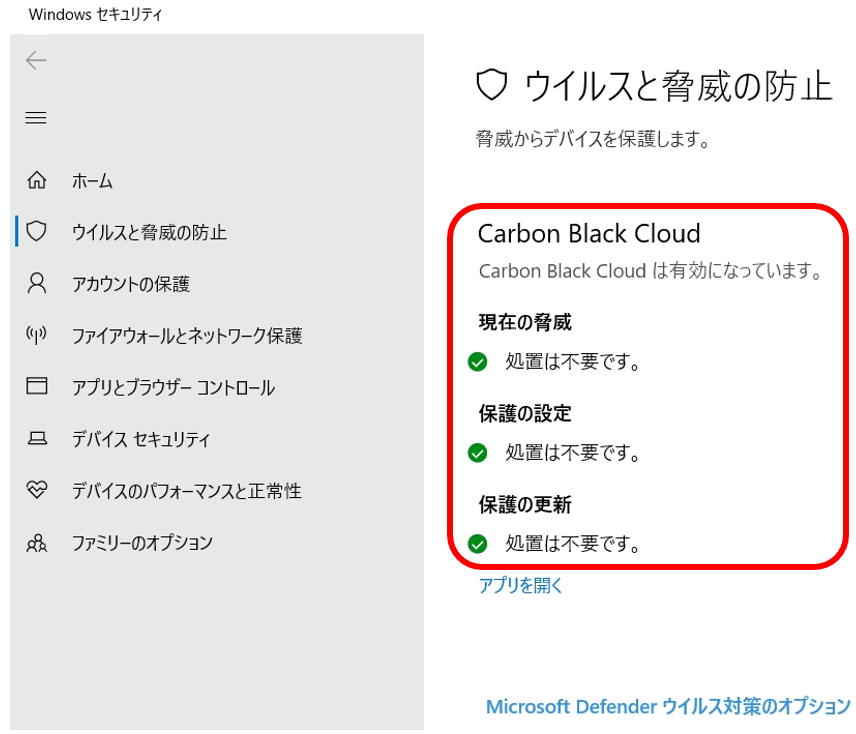 Windows セキュリティ
ホーム
ウイルスと脅威の防止
アカウントの保護
ファイアウォールとネットワーク保護
アプリとブラウザー コントロール
デバイス セキュリティ
デバイスのパフォーマンスと正常性
ファミリーのオプション
ウイルスと脅威の防止
脅威からデバイスを保護します。
Carbon Black Cloud
Carbon Black Cloud は有効になっています。
現在の脅威
処置は不要です。
保護の設定
処置は不要です。
保護の更新
処置は不要です。
アプリを開く
Microsoft Defender ウイルス対策のオプション